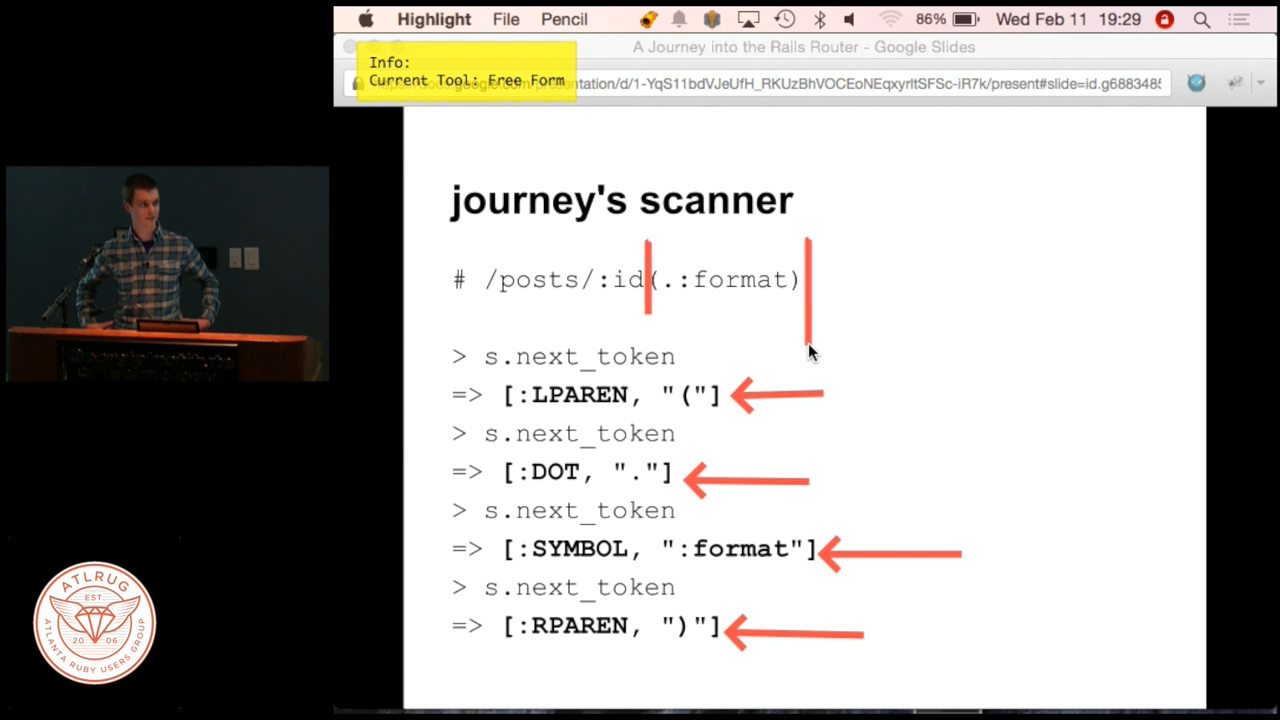 Highlight File Pencil 86% Wed Feb 11 19:29
A Journey into the Rails Router - Google Slides
Info:
Current Tool: Free Form
journey's scanner
# /posts/:id(.:format)
> s.next_token
=> [:LPAREN, "("]
> s.next_token
=> [:DOT, "."]
> s.next_token
=> [:SYMBOL, ":format"]
> s.next_token
=> [:RPAREN, ")"]
ATLRUG
EST.
20 06
ATLANTA RUBY USERS GROUP